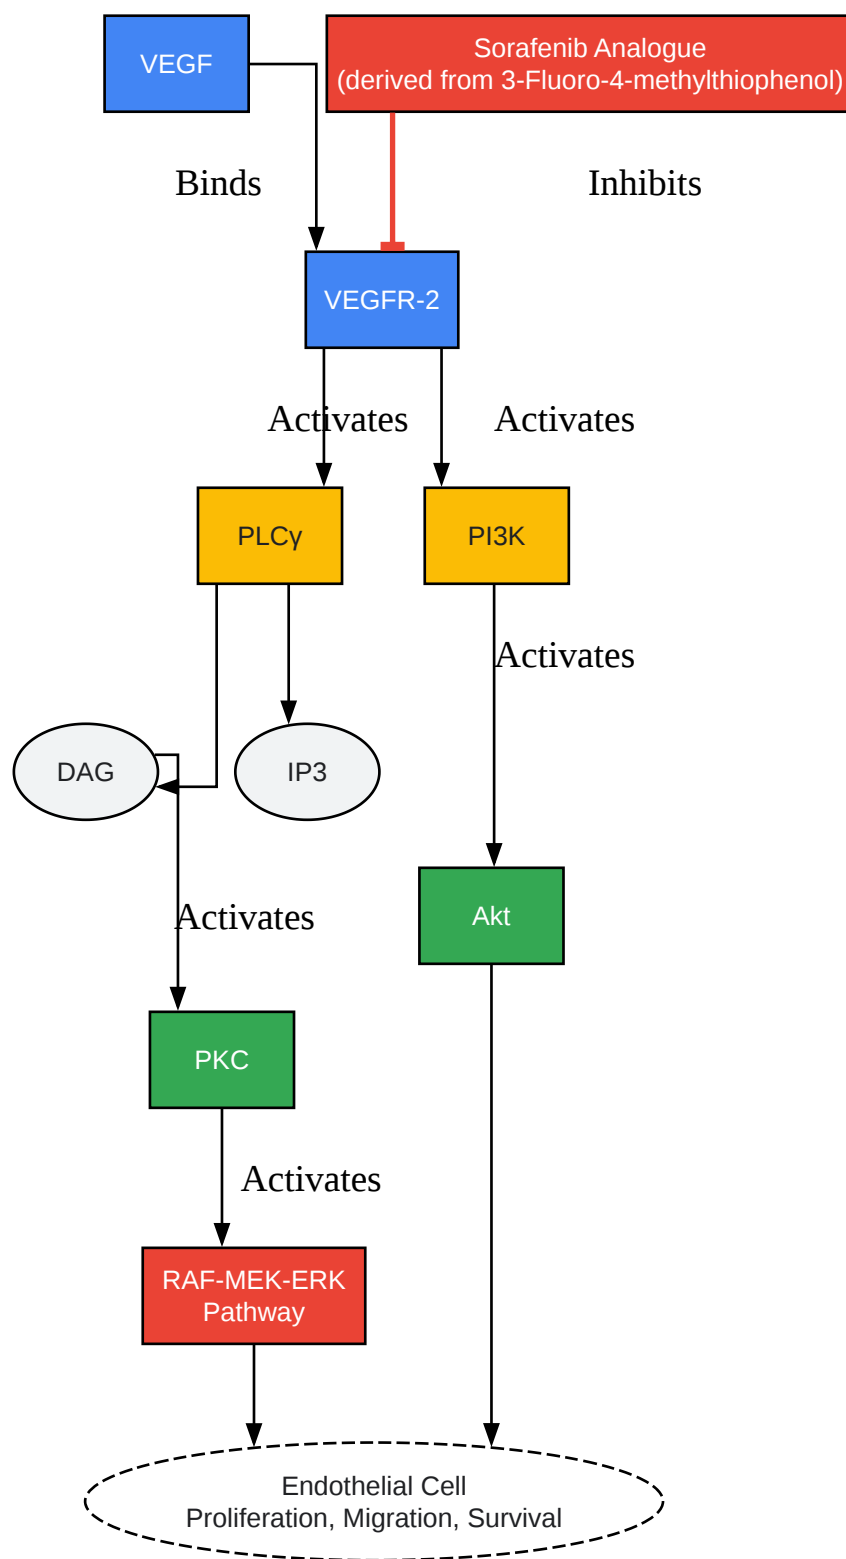 VEGF
Sorafenib Analogue
(derived from 3-Fluoro-4-methylthiophenol)
Binds
Inhibits
VEGFR-2
Activates
Activates
PLCγ
PI3K
Activates
DAG
IP3
Activates
Akt
PKC
Activates
RAF-MEK-ERK
Pathway
Endothelial Cell
Proliferation, Migration, Survival